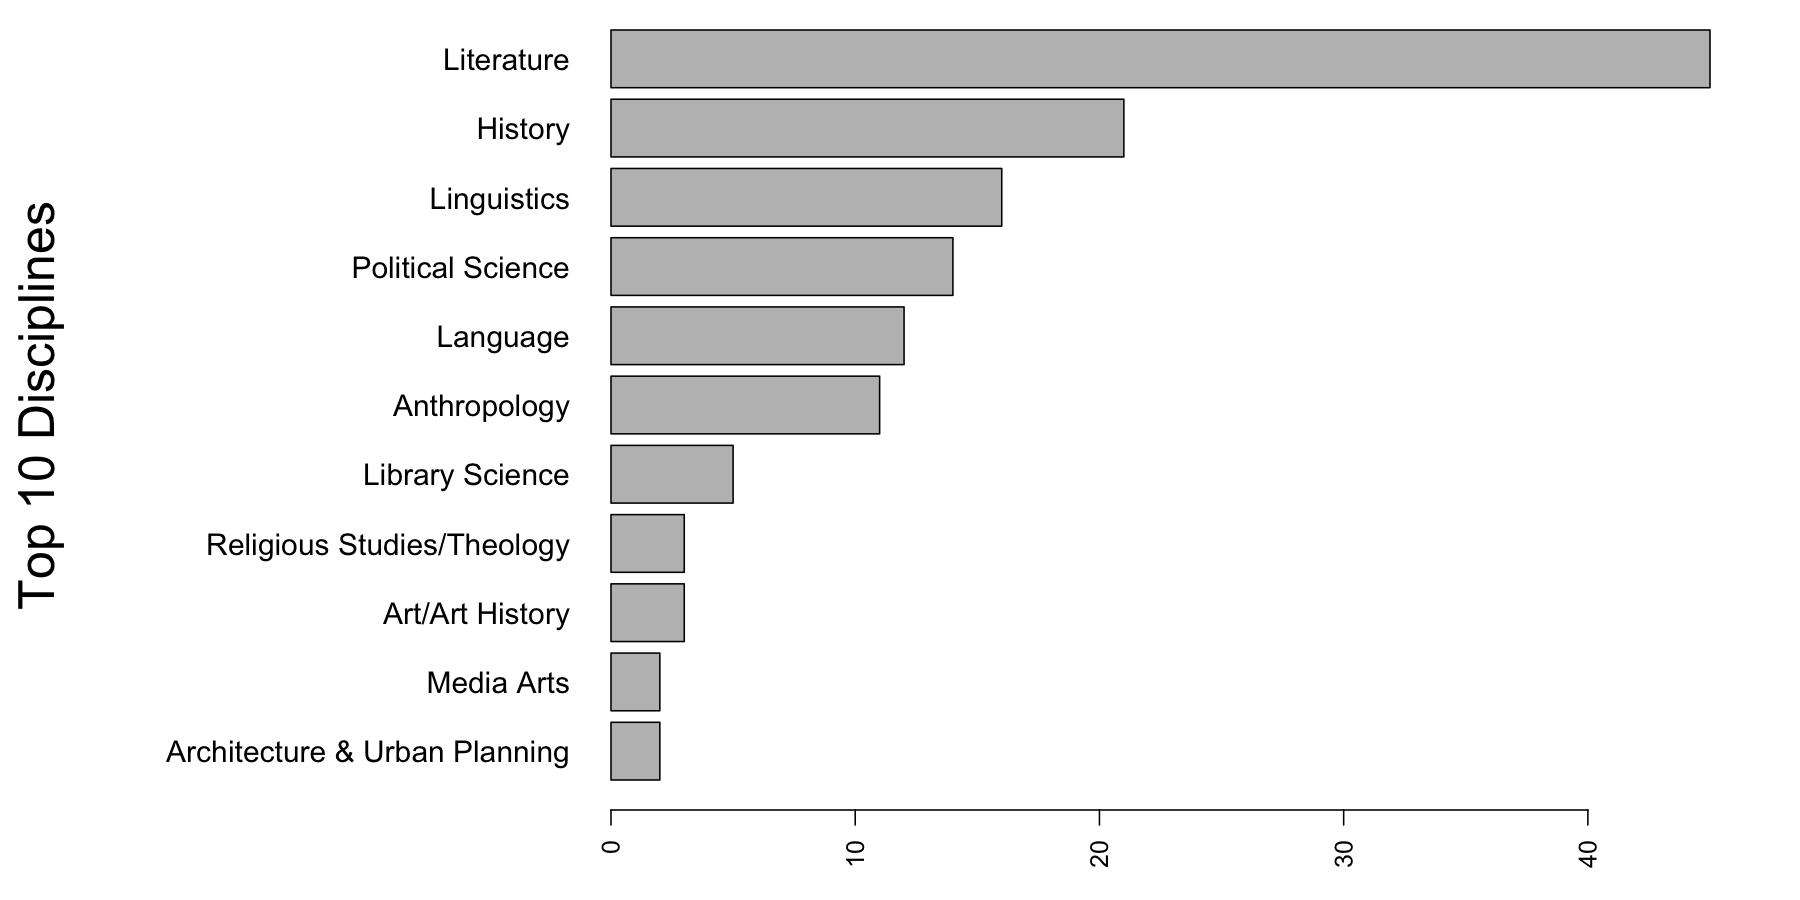 Top 10 Disciplines
Literature
History
Linguistics
Political Science
Language
Anthropology
Library Science
Religious Studies/Theology
Art/Art History
Media Arts
Architecture & Urban Planning
0 10 20 30 40